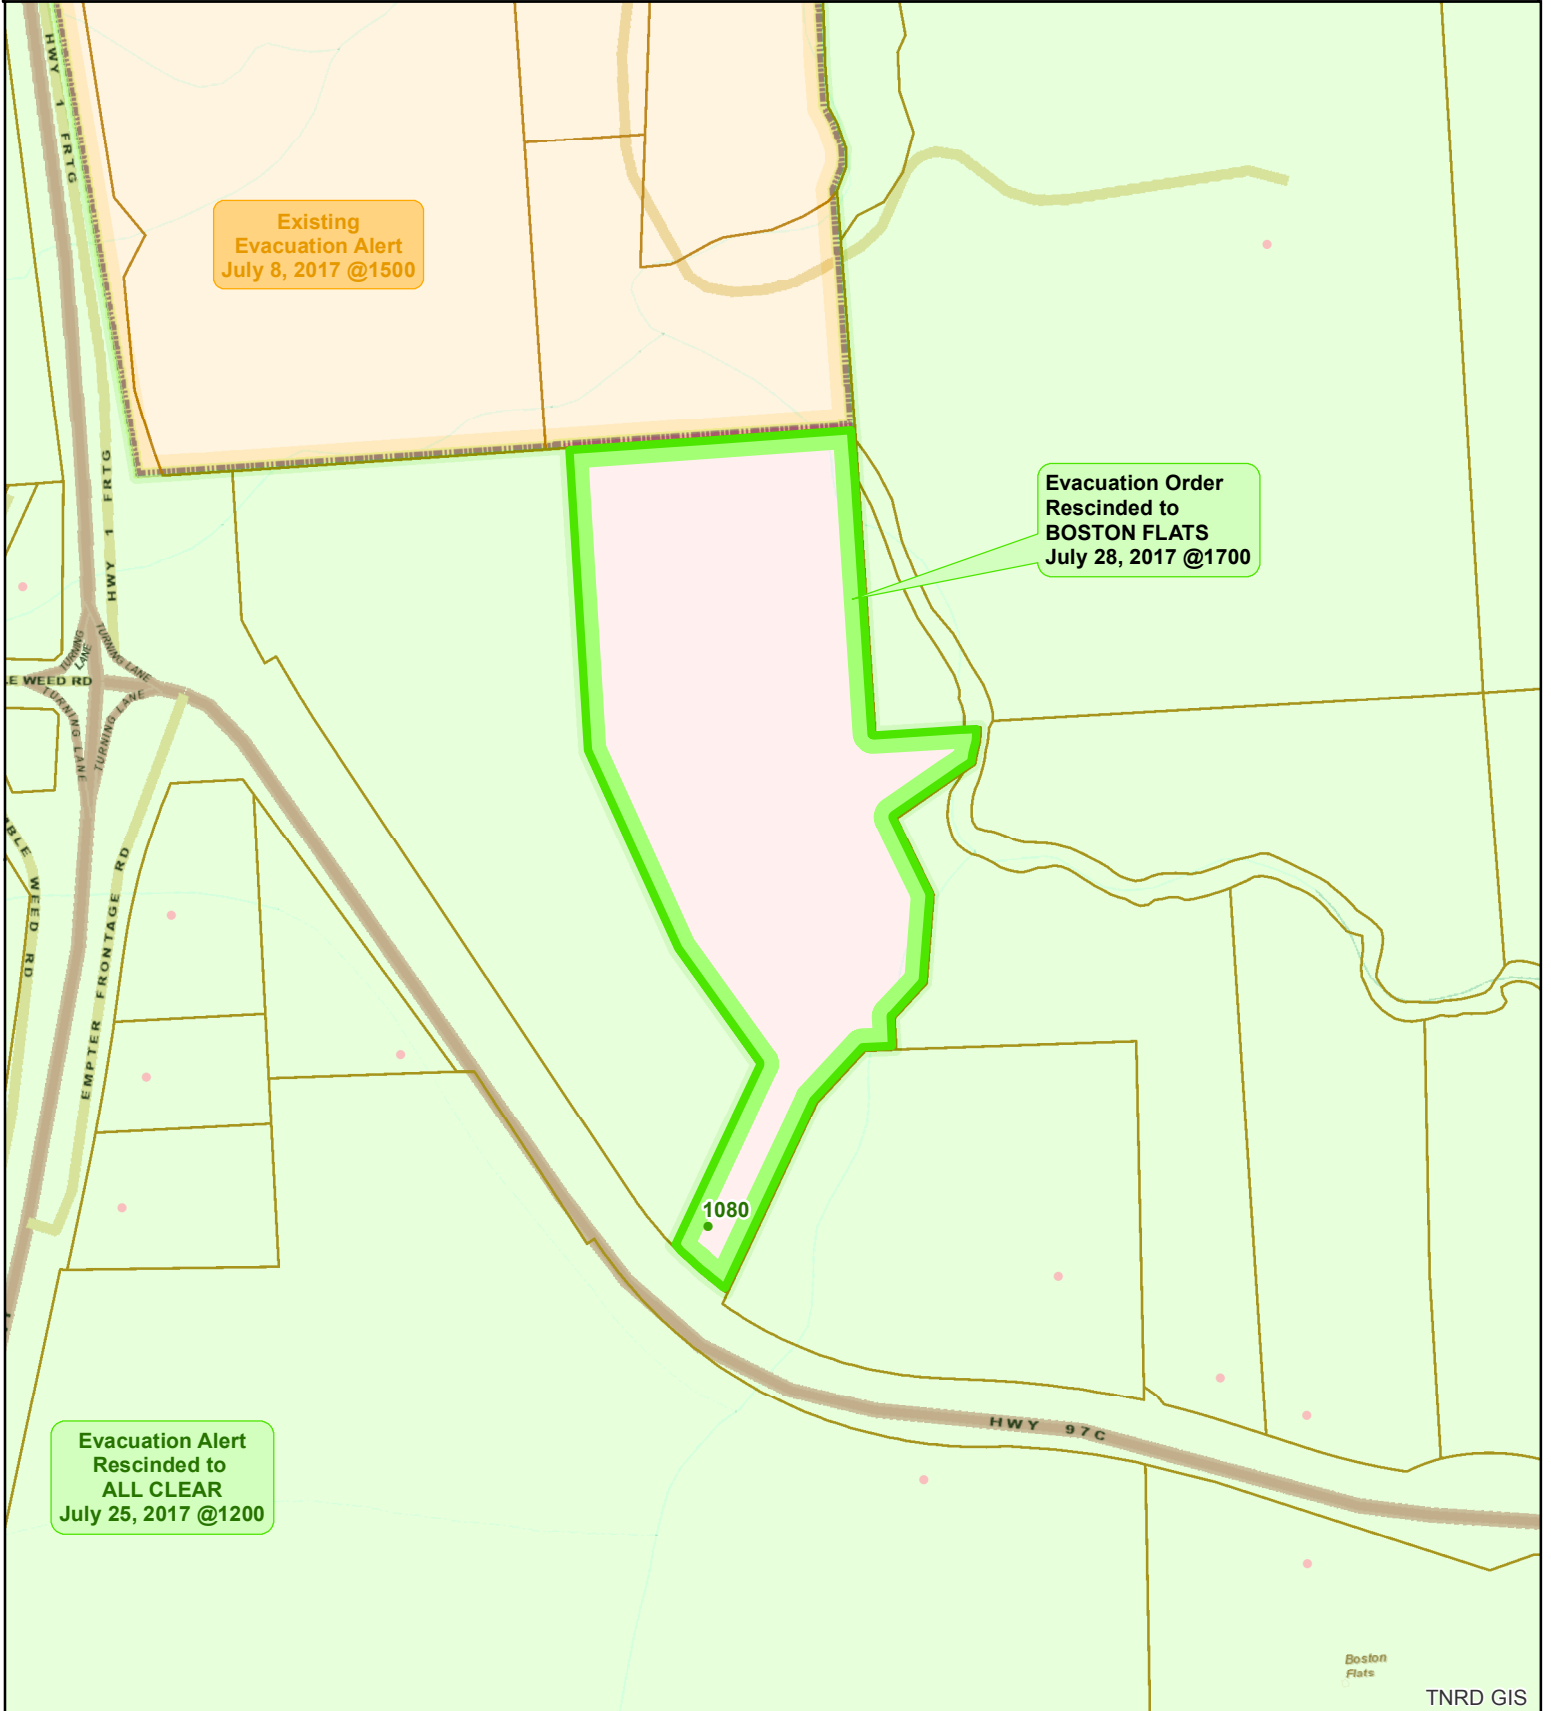 HWY 1 FRTG
Existing
Evacuation Alert
July 8, 2017 @1500
HWY 1 FRTG
Evacuation Order
Rescinded to
BOSTON FLATS
July 28, 2017 @1700
TURNING LANE
TURNING LANE
LE WEED RD
TURNING LANE
TURNING LANE
BLE WEED RD
EMPTER FRONTAGE RD
1080
HWY 97C
Evacuation Alert
Rescinded to
ALL CLEAR
July 25, 2017 @1200
Boston
Flats
TNRD GIS